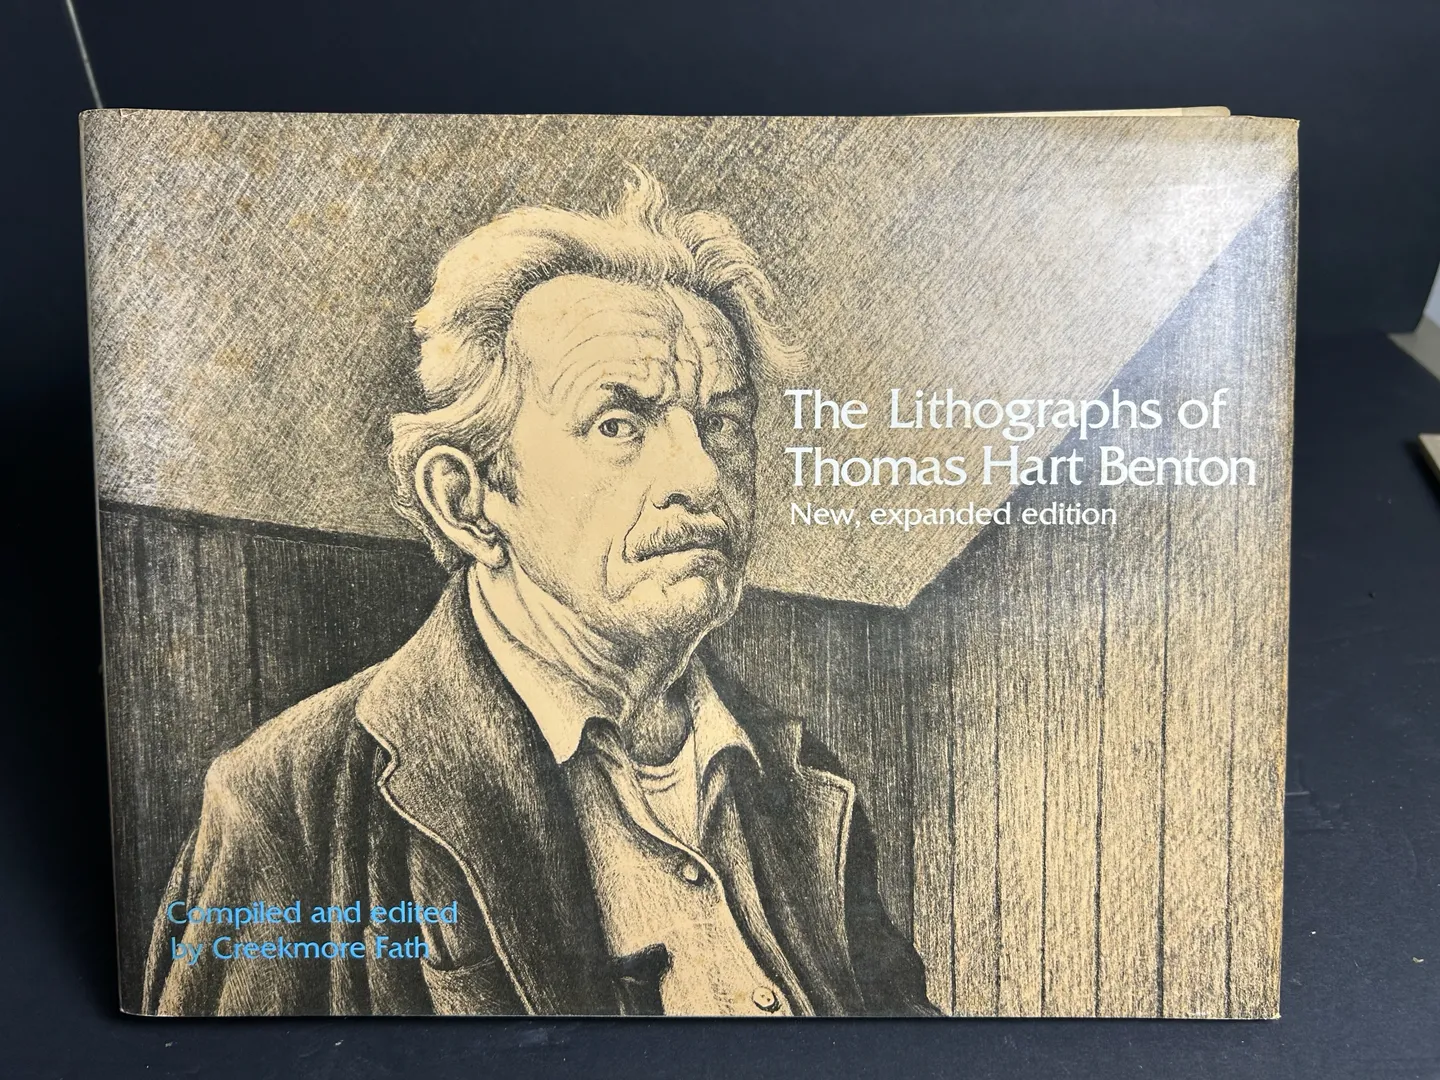 The Lithographs of
Thomas Hart Benton
New, expanded edition
Compiled and edited
by Creekmore Fath